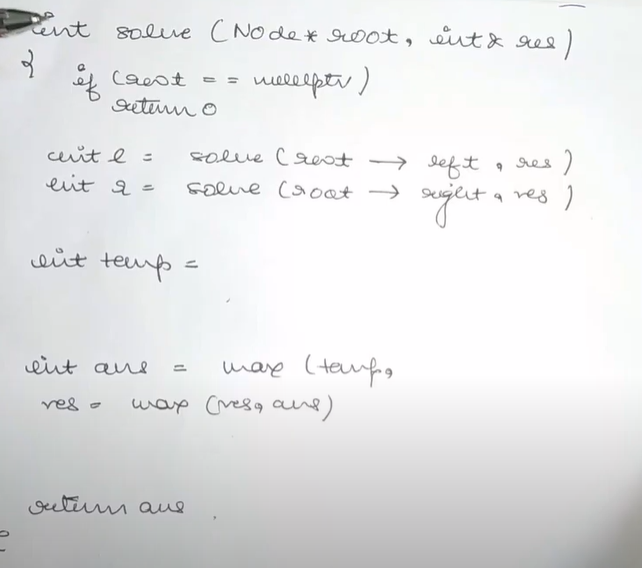 int solve (Node* root, int& res)
{ if (root == nullptr)
return 0
int l = solve (root → left, res)
int r = solve (root → right, res)
int temp =
int ans = max (temp,
res = max (res, ans)
return ans